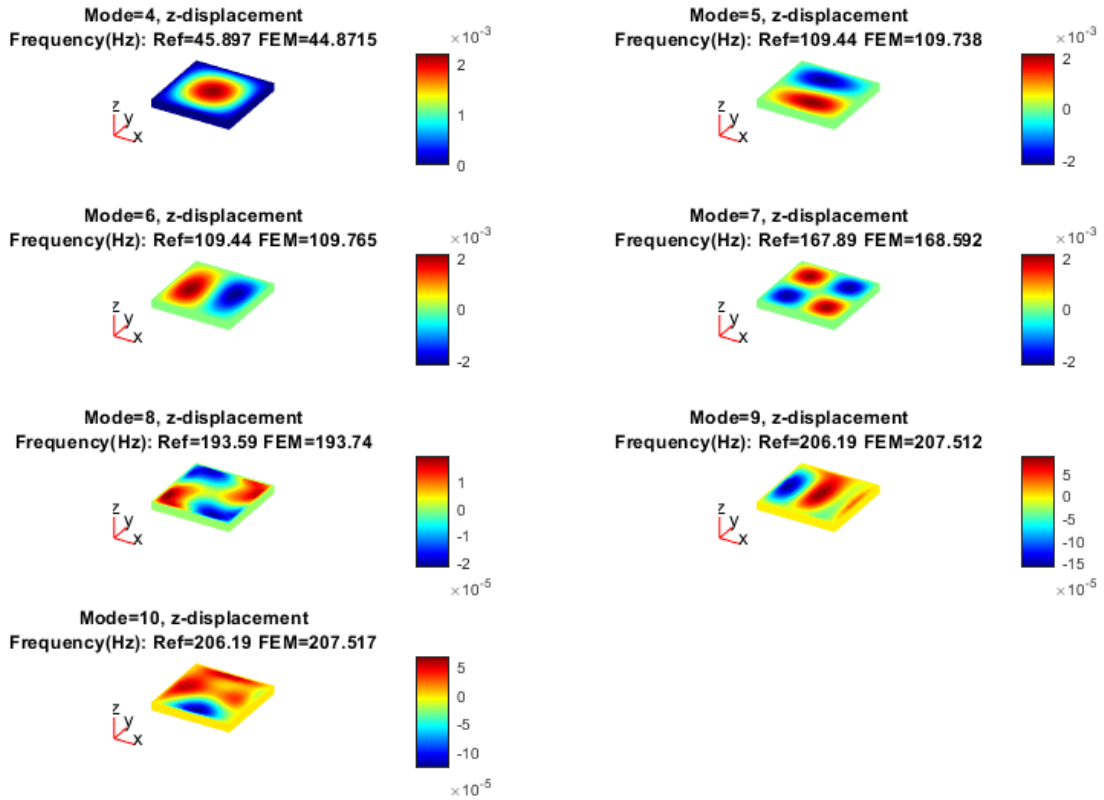 Mode=4, z-displacement
Frequency(Hz): Ref=45.897 FEM=44.8715
×10-3
2
1
0
z
y
x
Mode=5, z-displacement
Frequency(Hz): Ref=109.44 FEM=109.738
×10-3
2
0
-2
z
y
x
Mode=6, z-displacement
Frequency(Hz): Ref=109.44 FEM=109.765
×10-3
2
0
-2
z
y
x
Mode=7, z-displacement
Frequency(Hz): Ref=167.89 FEM=168.592
×10-3
2
0
-2
z
y
x
Mode=8, z-displacement
Frequency(Hz): Ref=193.59 FEM=193.74
1
0
-1
-2
×10-5
z
y
x
Mode=9, z-displacement
Frequency(Hz): Ref=206.19 FEM=207.512
5
0
-5
-10
-15
×10-5
z
y
x
Mode=10, z-displacement
Frequency(Hz): Ref=206.19 FEM=207.517
5
0
-5
-10
×10-5
z
y
x